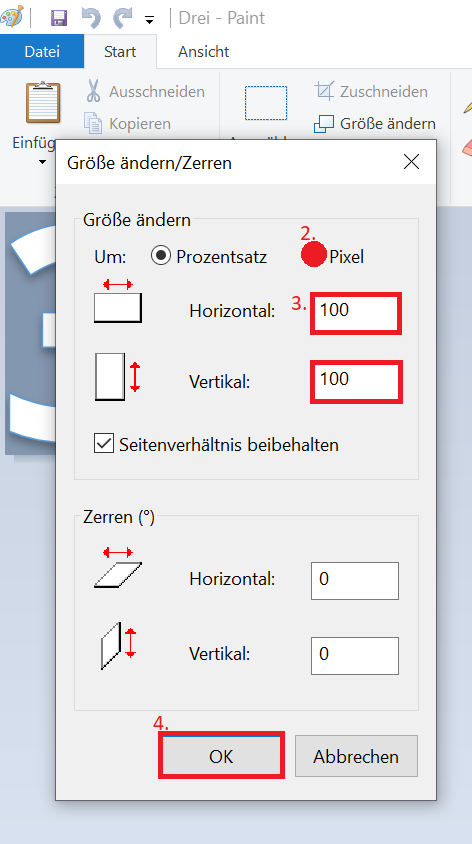 Drei - Paint
Datei Start Ansicht
Ausschneiden Zuschneiden
Kopieren Größe ändern
Größe ändern/Zerren
Größe ändern
2.
Um: Prozentsatz Pixel
3.
Horizontal: 100
Vertikal: 100
Seitenverhältnis beibehalten
Zerren (°)
Horizontal: 0
Vertikal: 0
4.
OK Abbrechen